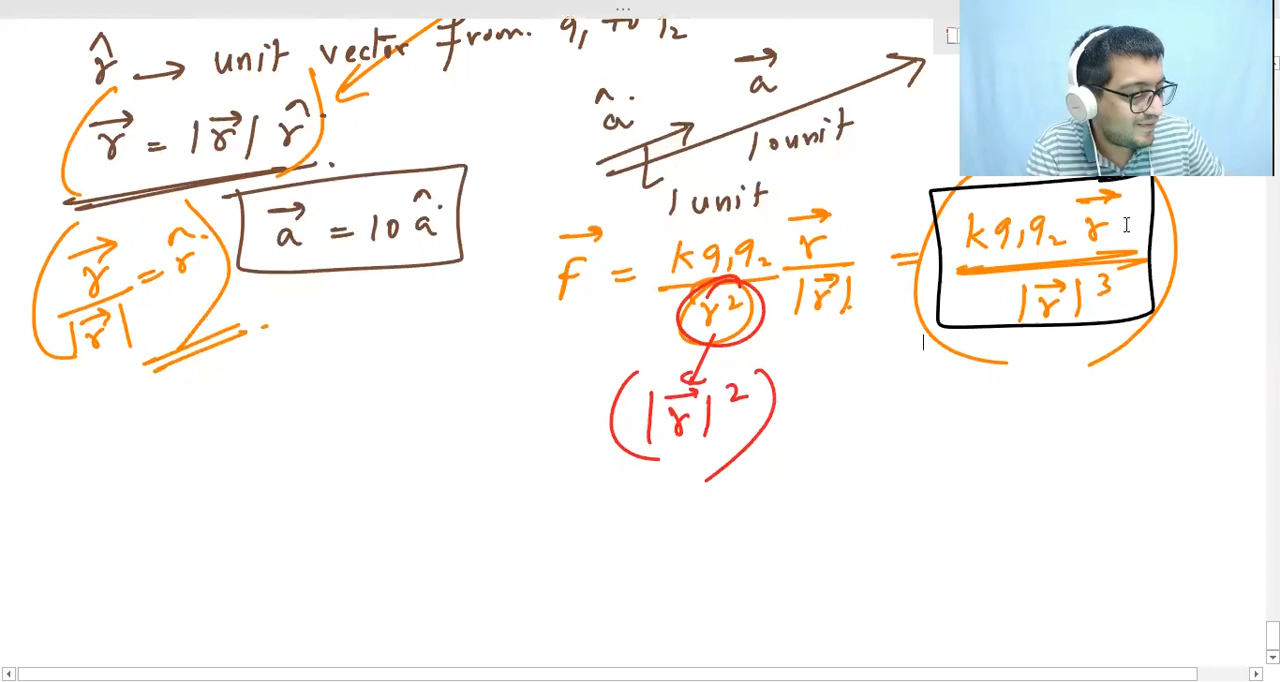 r̂ → unit vector from q₁ to q₂
r⃗ = |r⃗| r̂.
a⃗
â
10 unit
1 unit
a⃗ = 10 â.
r⃗ / |r⃗| = r̂.
F⃗ = kq₁q₂ / r² r⃗ / |r⃗| = kq₁q₂ r⃗ / |r⃗|³
(|r⃗|²)